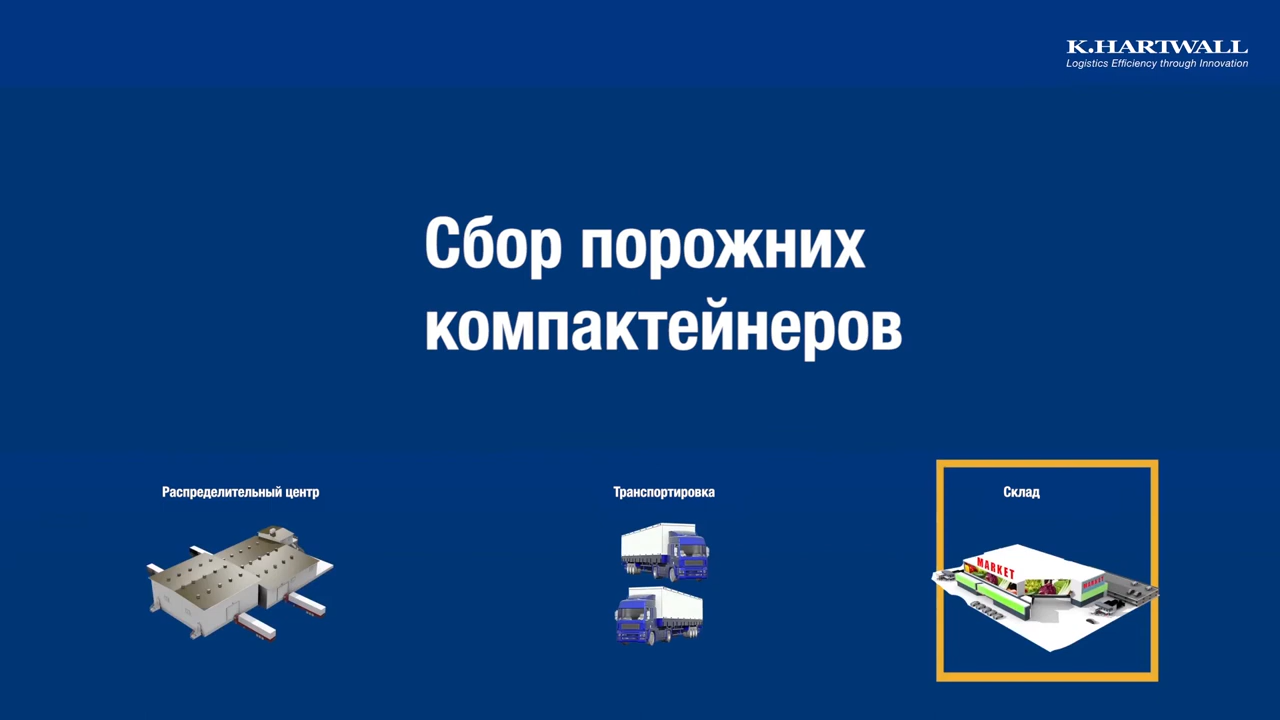 K.HARTWALL
Logistics Efficiency through Innovation
Сбор порожних
компактейнеров
Распределительный центр
Транспортировка
Склад
MARKET
MARKET